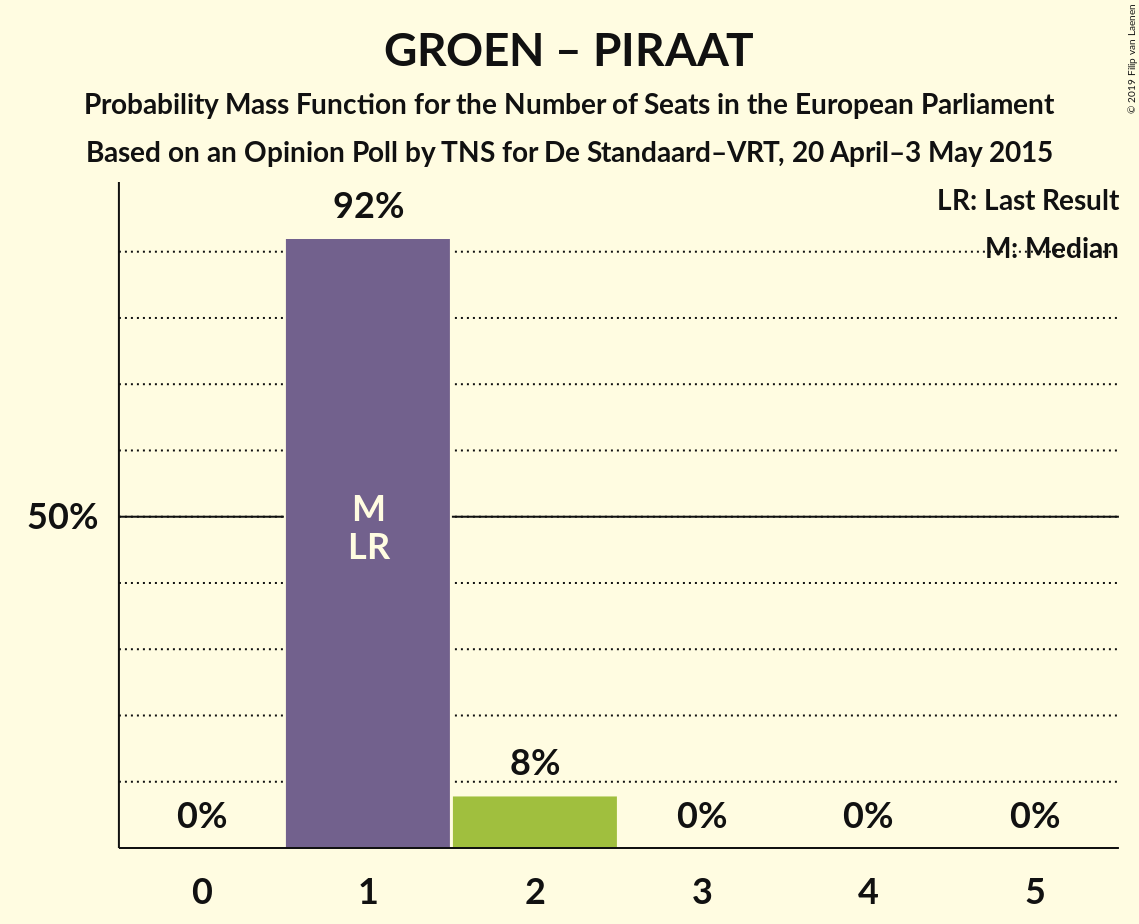 GROEN – PIRAAT
Probability Mass Function for the Number of Seats in the European Parliament
Based on an Opinion Poll by TNS for De Standaard–VRT, 20 April–3 May 2015
© 2019 Filip van Laenen
LR: Last Result
M: Median
92%
50%
M
LR
8%
0%
0%
0%
0%
0
1
2
3
4
5